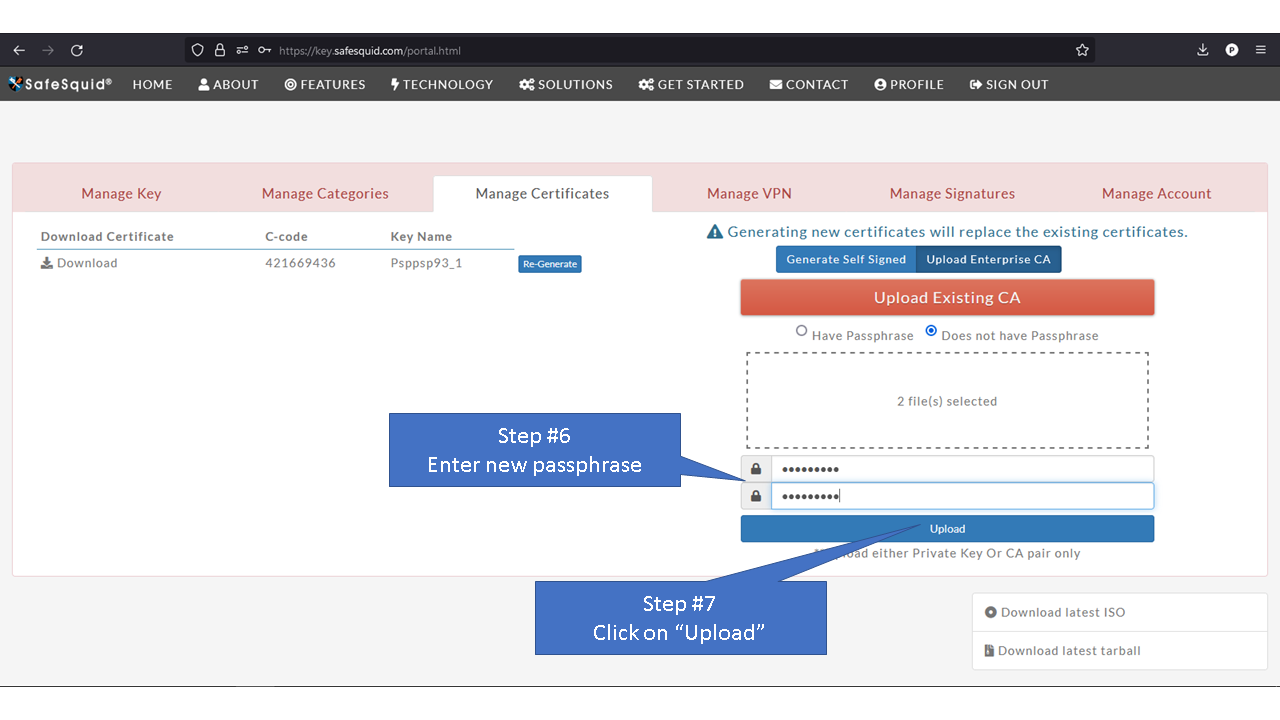 https://key.safesquid.com/portal.html
P
SafeSquid®
HOME
ABOUT
FEATURES
TECHNOLOGY
SOLUTIONS
GET STARTED
CONTACT
PROFILE
SIGN OUT
Manage Key
Manage Categories
Manage Certificates
Manage VPN
Manage Signatures
Manage Account
Download Certificate
C-code
Key Name
Download
421669436
Psppsp93_1
Re-Generate
Generating new certificates will replace the existing certificates.
Generate Self Signed
Upload Enterprise CA
Upload Existing CA
Have Passphrase
Does not have Passphrase
2 file(s) selected
Step #6
Enter new passphrase
•••••••••
•••••••••
Upload
either Private Key Or CA pair only
Step #7
Click on “Upload”
Download latest ISO
Download latest tarball